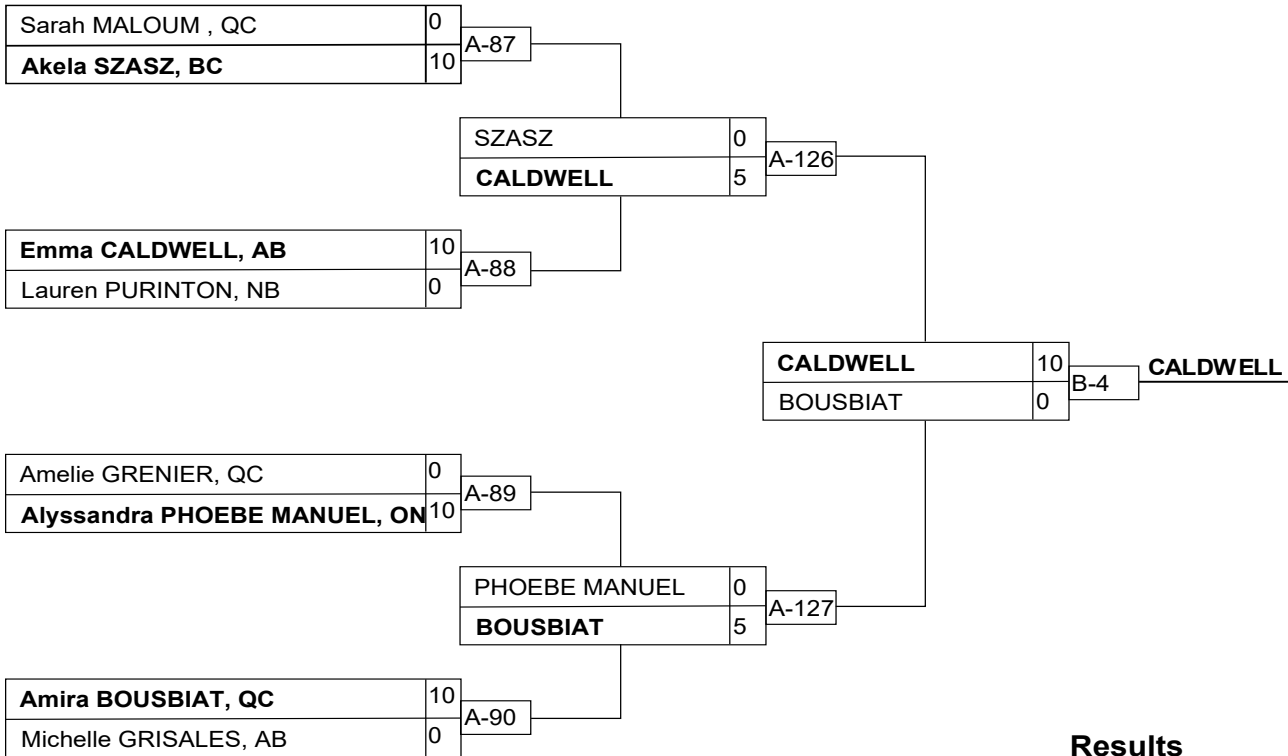 Sarah MALOUM , QC 0
A-87
Akela SZASZ, BC 10
SZASZ 0
A-126
CALDWELL 5
Emma CALDWELL, AB 10
A-88
Lauren PURINTON, NB 0
CALDWELL 10
B-4 CALDWELL
BOUSBIAT 0
Amelie GRENIER, QC 0
A-89
Alyssandra PHOEBE MANUEL, ON 10
PHOEBE MANUEL 0
A-127
BOUSBIAT 5
Amira BOUSBIAT, QC 10
A-90
Michelle GRISALES, AB 0
Results